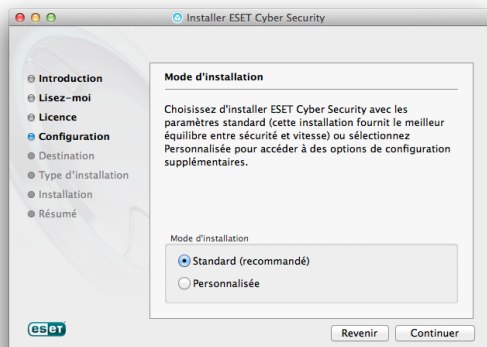 Installer ESET Cyber Security
Introduction
Lisez-moi
Licence
Configuration
Destination
Type d'installation
Installation
Résumé
Mode d'installation
Choisissez d'installer ESET Cyber Security avec les
paramètres standard (cette installation fournit le meilleur
équilibre entre sécurité et vitesse) ou sélectionnez
Personnalisée pour accéder à des options de configuration
supplémentaires.
Mode d'installation
Standard (recommandé)
Personnalisée
eseT
Revenir
Continuer